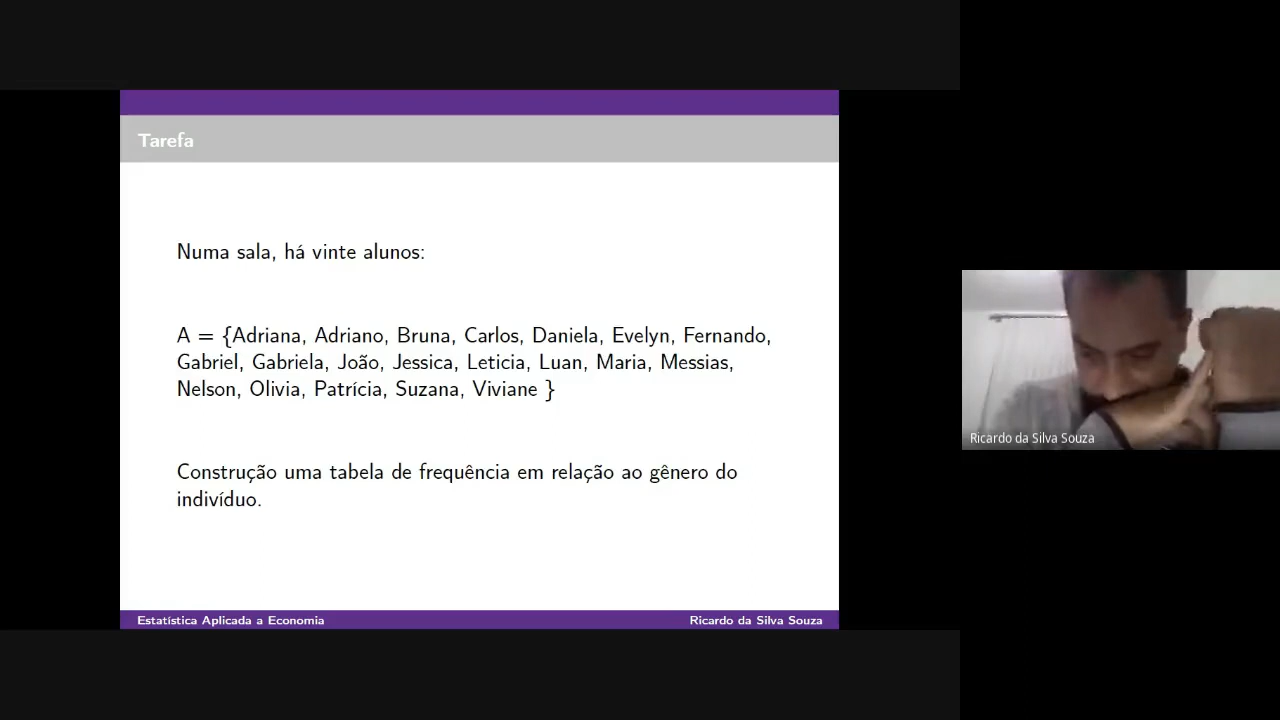 Tarefa
Numa sala, há vinte alunos:
A = {Adriana, Adriano, Bruna, Carlos, Daniela, Evelyn, Fernando,
Gabriel, Gabriela, João, Jessica, Leticia, Luan, Maria, Messias,
Nelson, Olivia, Patrícia, Suzana, Viviane }
Construção uma tabela de frequência em relação ao gênero do
indivíduo.
Estatística Aplicada a Economia
Ricardo da Silva Souza
Ricardo da Silva Souza